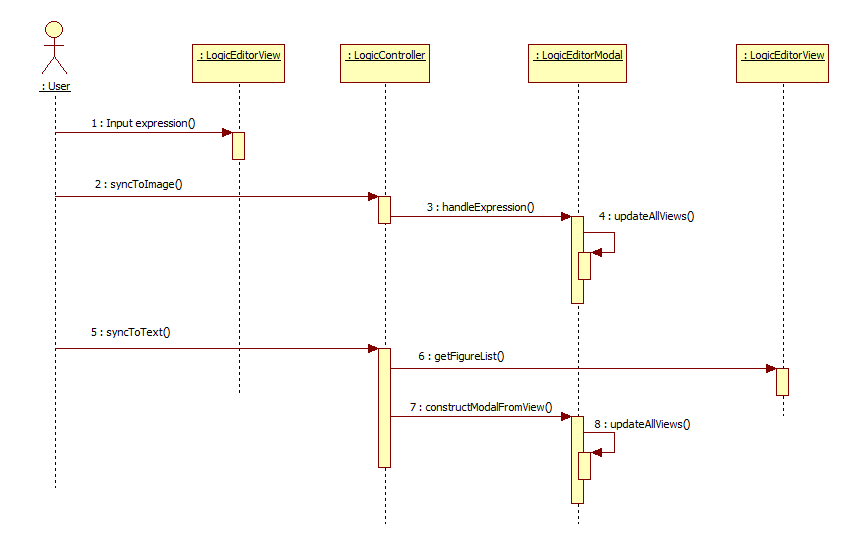 : LogicEditorView
: LogicController
: LogicEditorModal
: LogicEditorView
: User
1 : Input expression()
2 : syncToImage()
3 : handleExpression()
4 : updateAllViews()
5 : syncToText()
6 : getFigureList()
7 : constructModalFromView()
8 : updateAllViews()